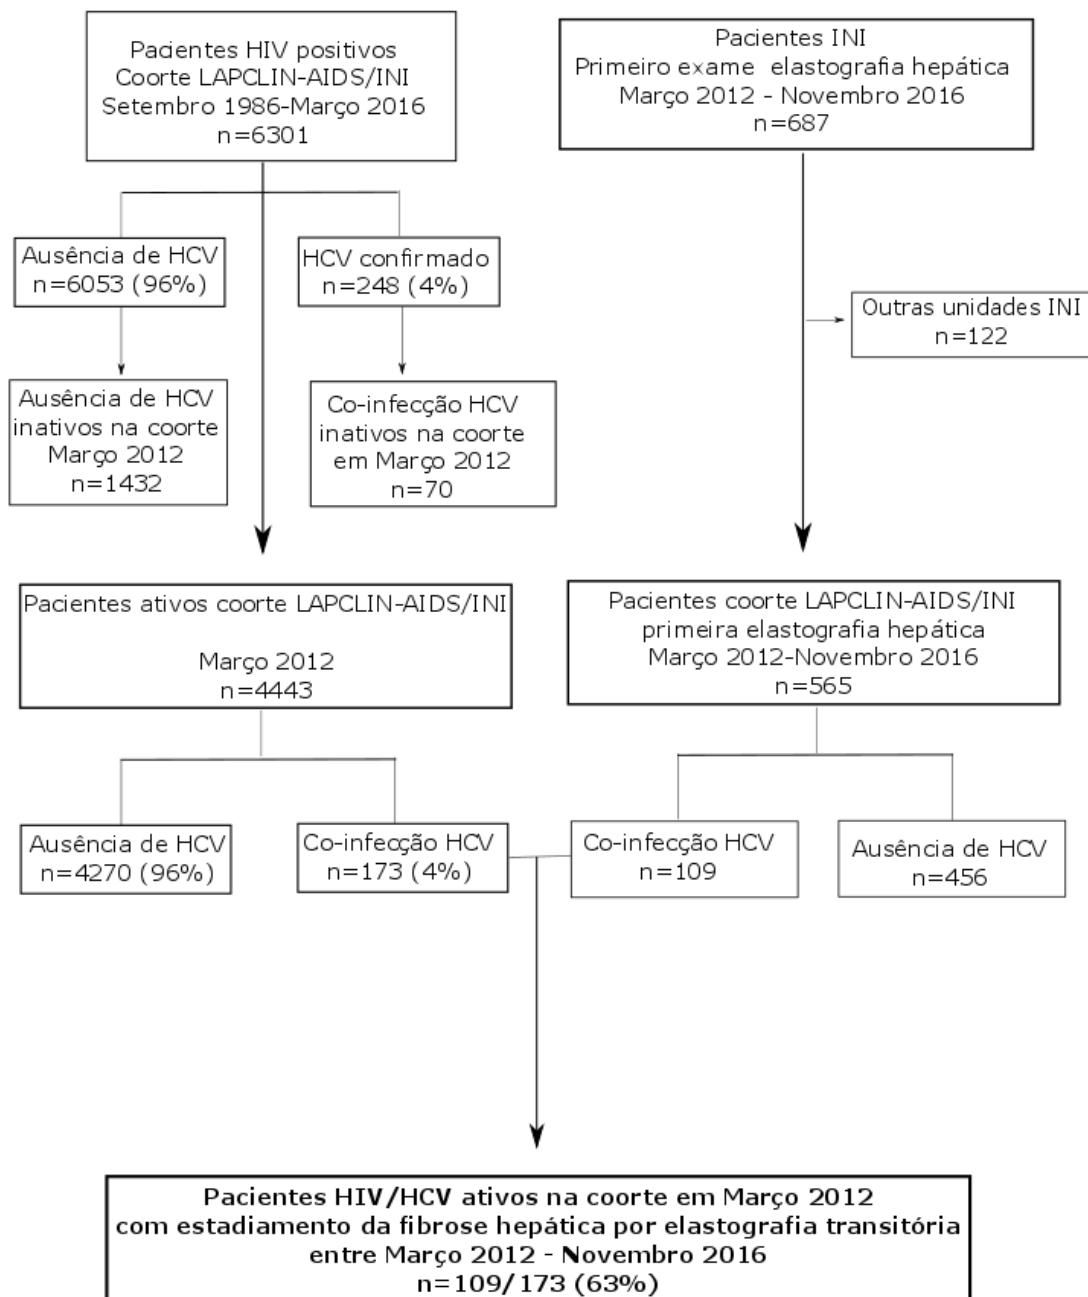 Pacientes HIV positivos
Coorte LAPCLIN-AIDS/INI
Setembro 1986-Março 2016
n=6301
Pacientes INI
Primeiro exame elastografia hepática
Março 2012 - Novembro 2016
n=687
Ausência de HCV
n=6053 (96%)
HCV confirmado
n=248 (4%)
Outras unidades INI
n=122
Ausência de HCV
inativos na coorte
Março 2012
n=1432
Co-infecção HCV
inativos na coorte
em Março 2012
n=70
Pacientes ativos coorte LAPCLIN-AIDS/INI
Março 2012
n=4443
Pacientes coorte LAPCLIN-AIDS/INI
primeira elastografia hepática
Março 2012-Novembro 2016
n=565
Ausência de HCV
n=4270 (96%)
Co-infecção HCV
n=173 (4%)
Co-infecção HCV
n=109
Ausência de HCV
n=456
Pacientes HIV/HCV ativos na coorte em Março 2012
com estadiamento da fibrose hepática por elastografia transitória
entre Março 2012 - Novembro 2016
n=109/173 (63%)